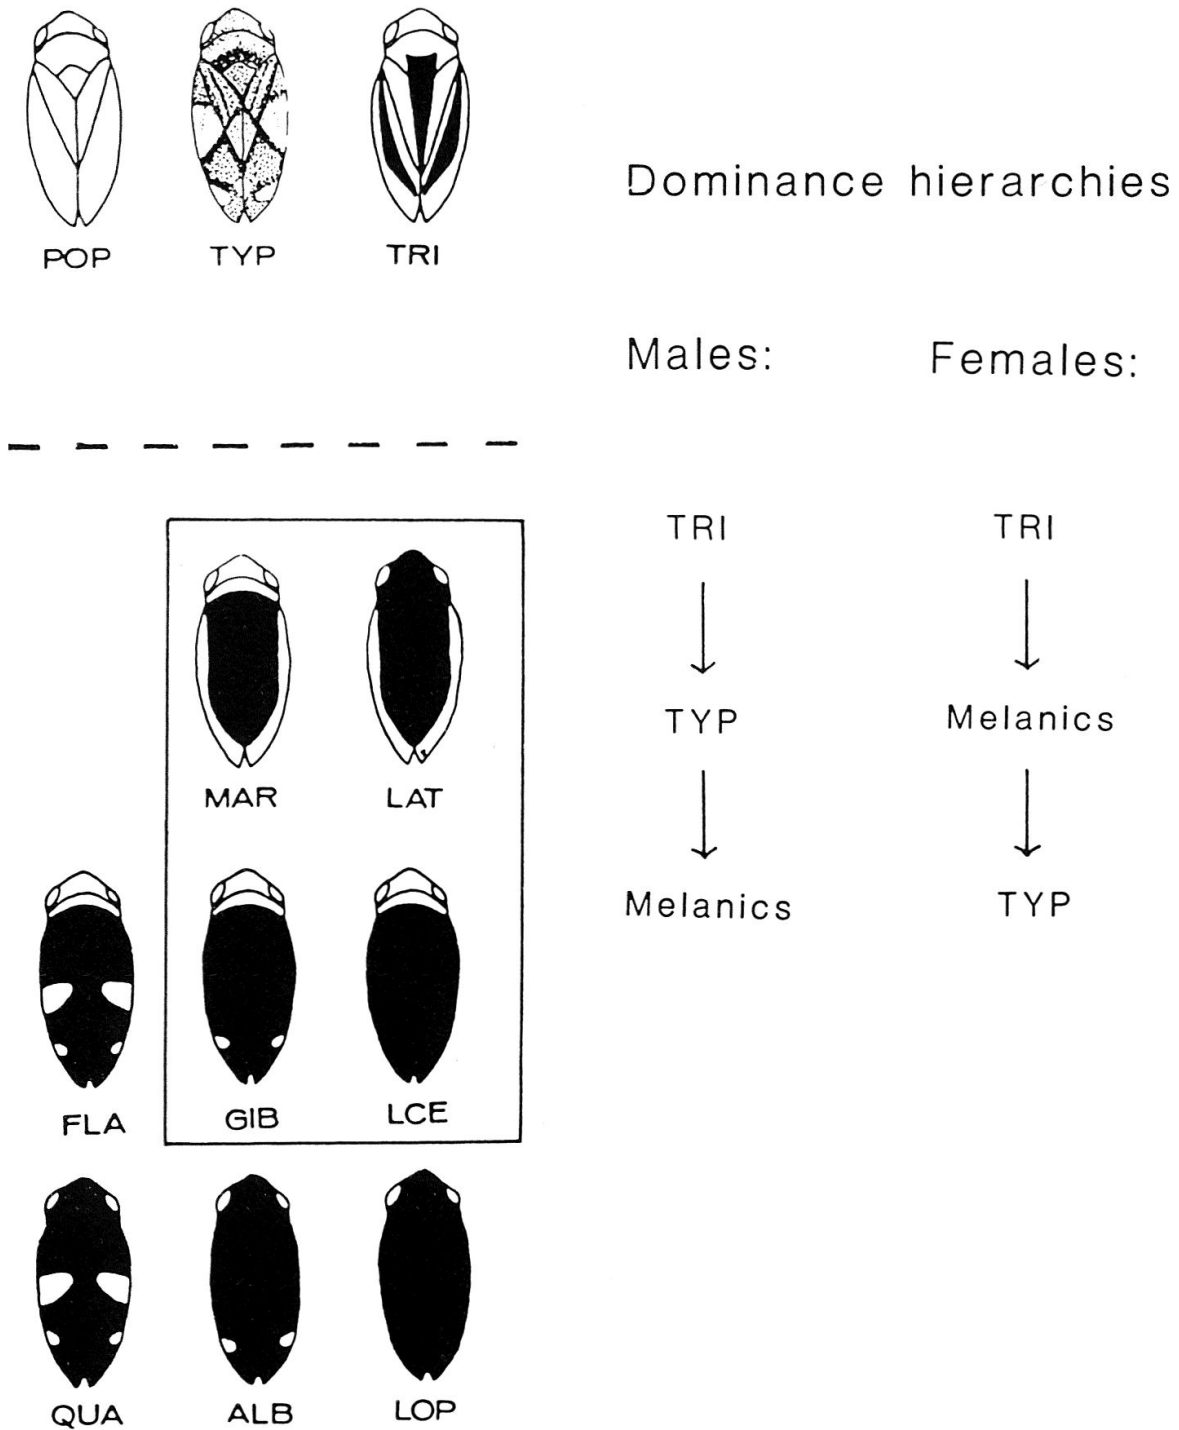 POP TYP TRI
Dominance hierarchies
Males: Females:
TRI TRI
TYP Melanics
Melanics TYP
MAR LAT
FLA GIB LCE
QUA ALB LOP